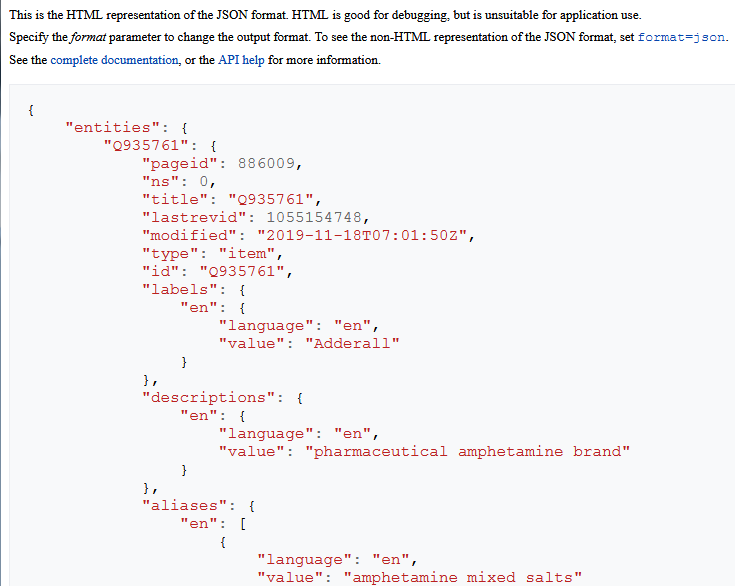 This is the HTML representation of the JSON format. HTML is good for debugging, but is unsuitable for application use.
Specify the format parameter to change the output format. To see the non-HTML representation of the JSON format, set format=json.
See the complete documentation, or the API help for more information.
{
"entities": {
"Q935761": {
"pageid": 886009,
"ns": 0,
"title": "Q935761",
"lastrevid": 1055154748,
"modified": "2019-11-18T07:01:50Z",
"type": "item",
"id": "Q935761",
"labels": {
"en": {
"language": "en",
"value": "Adderall"
}
},
"descriptions": {
"en": {
"language": "en",
"value": "pharmaceutical amphetamine brand"
}
},
"aliases": {
"en": [
{
"language": "en",
"value": "amphetamine mixed salts"